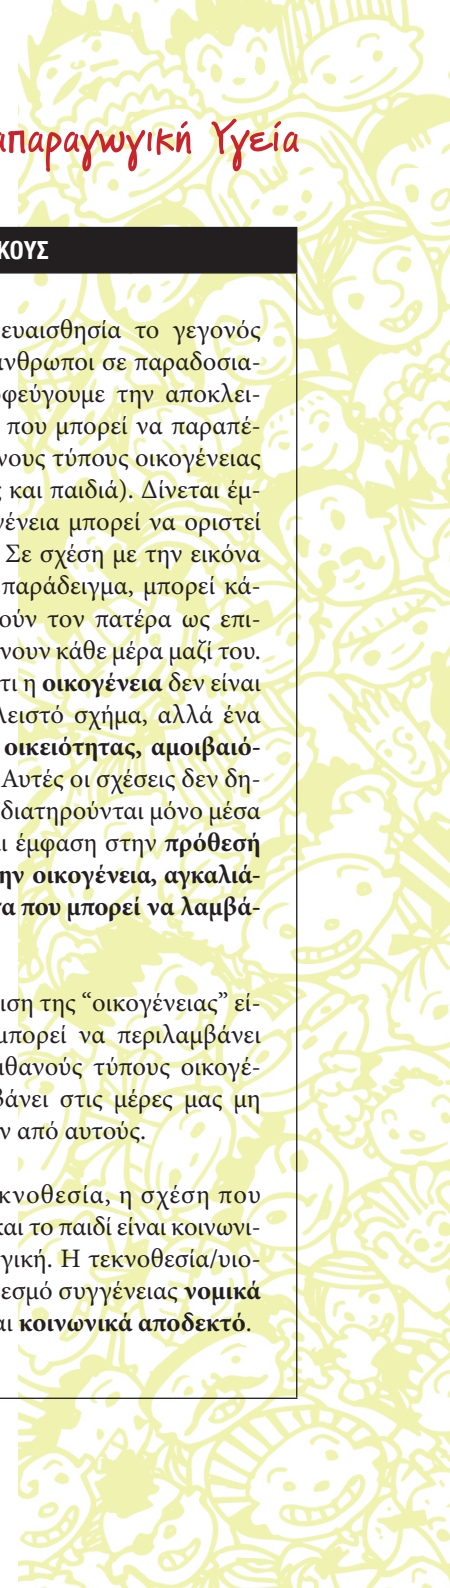 απαραγωγική Υγεία
ΚΟΥΣ
ευαισθησία το γεγονός
άνθρωποι σε παραδοσια-
φεύγουμε την αποκλει-
που μπορεί να παραπέ-
νους τύπους οικογένειας
ς και παιδιά). Δίνεται έμ-
γένεια μπορεί να οριστεί
Σε σχέση με την εικόνα
παράδειγμα, μπορεί κά-
ούν τον πατέρα ως επι-
νουν κάθε μέρα μαζί του.
τι η οικογένεια δεν είναι
λειστό σχήμα, αλλά ένα
οικειότητας, αμοιβαιό-
Αυτές οι σχέσεις δεν δη-
διατηρούνται μόνο μέσα
ι έμφαση στην πρόθεσή
ην οικογένεια, αγκαλιά-
α που μπορεί να λαμβά-
ιση της “οικογένειας” εί-
μπορεί να περιλαμβάνει
ιθανούς τύπους οικογέ-
βάνει στις μέρες μας μη
ν από αυτούς.
κνοθεσία, η σχέση που
και το παιδί είναι κοινωνι-
γική. Η τεκνοθεσία/υιο-
εσμό συγγένειας νομικά
αι κοινωνικά αποδεκτό.